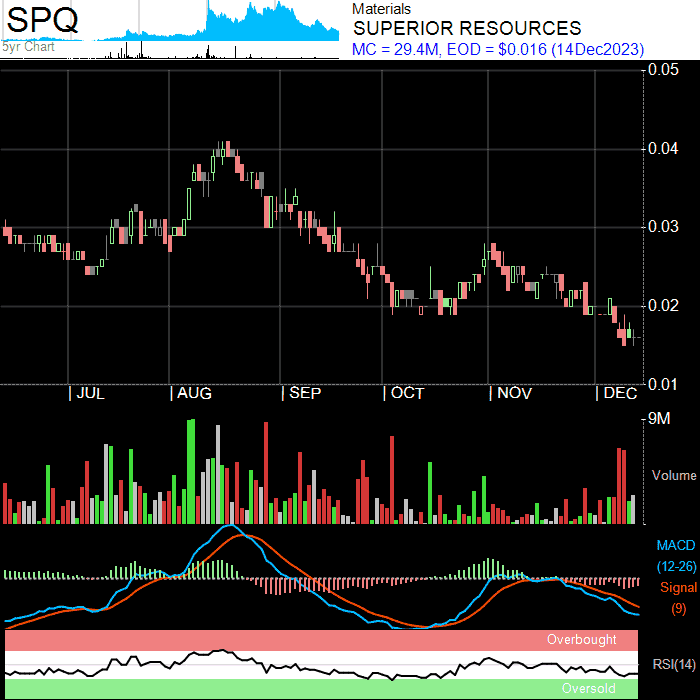 SPQ
5yr Chart
Materials
SUPERIOR RESOURCES
MC = 29.4M, EOD = $0.016 (14Dec2023)
0.05
0.04
0.03
0.02
0.01
| JUL | AUG | SEP | OCT | NOV | DEC
9M
Volume
MACD
(12-26)
Signal
(9)
Overbought
RSI(14)
Oversold